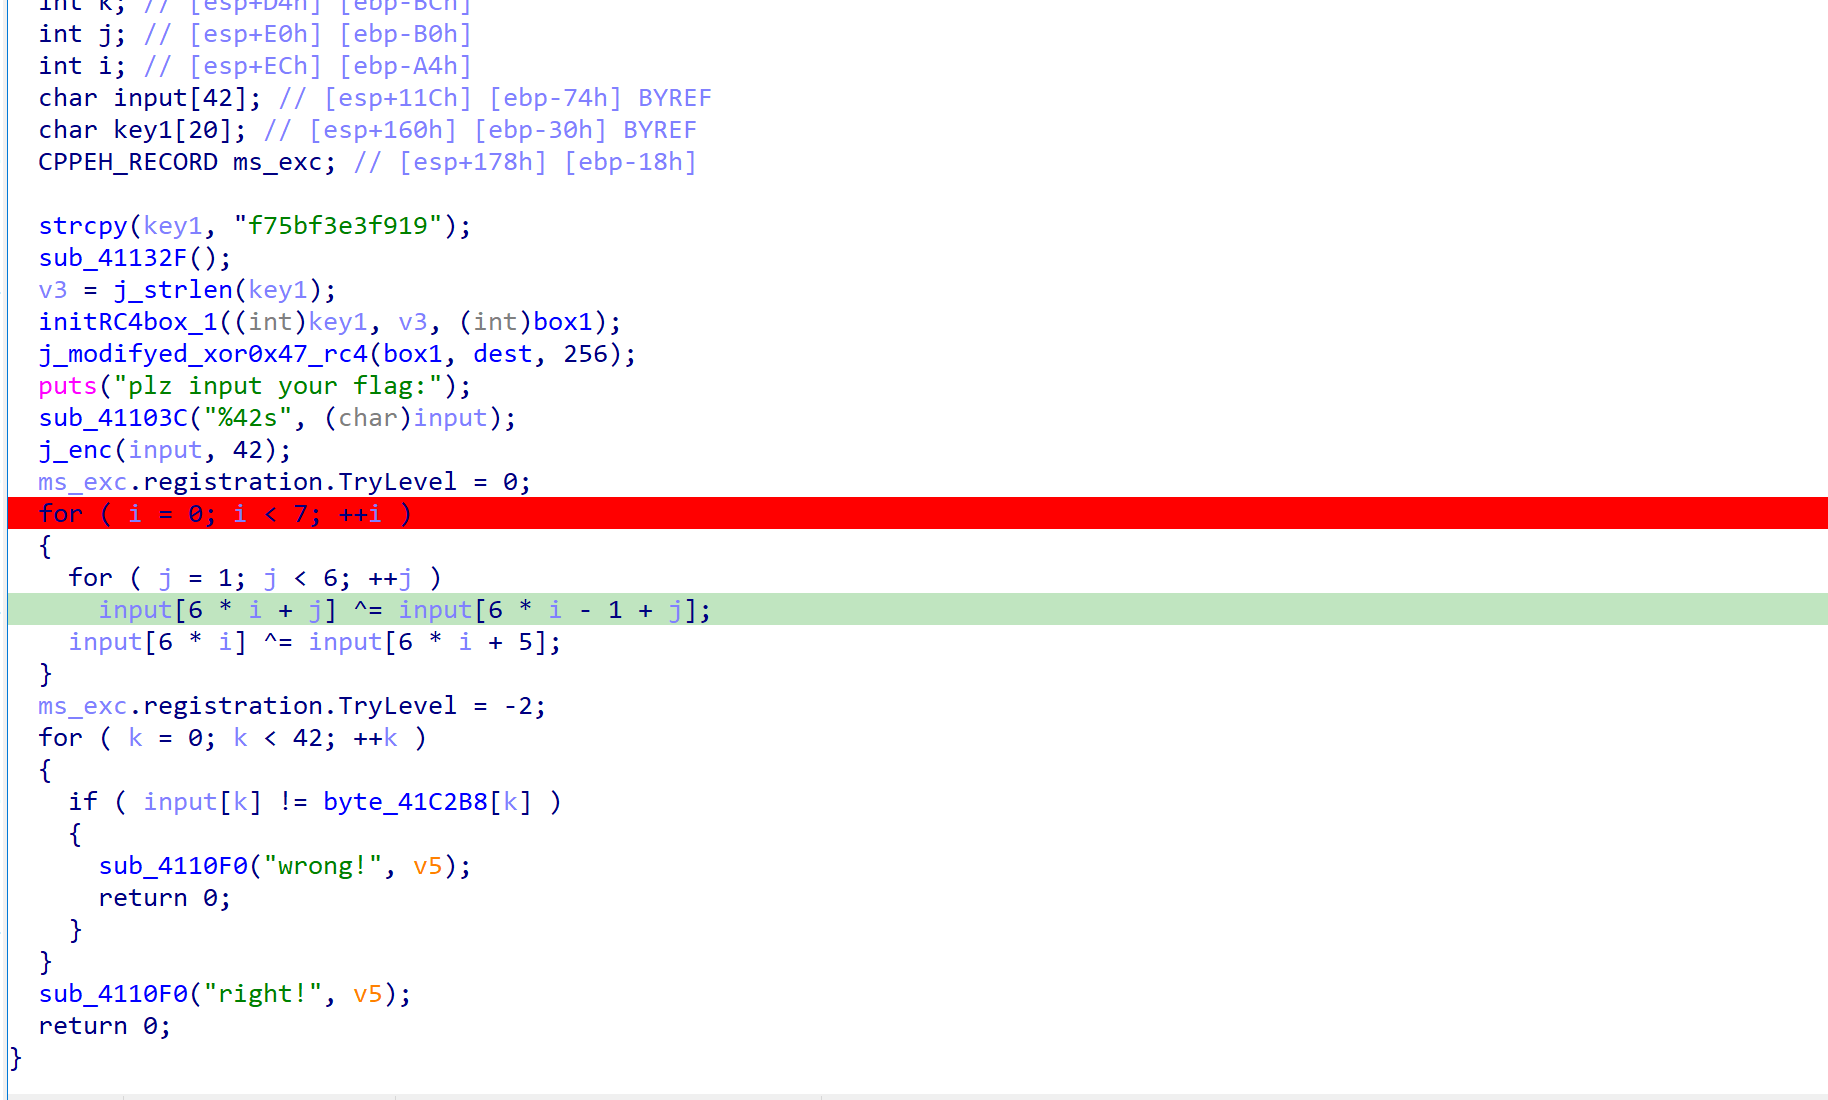 int k; // [esp+D4h] [ebp-BCh]
int j; // [esp+E0h] [ebp-B0h]
int i; // [esp+ECh] [ebp-A4h]
char input[42]; // [esp+11Ch] [ebp-74h] BYREF
char key1[20]; // [esp+160h] [ebp-30h] BYREF
CPPEH_RECORD ms_exc; // [esp+178h] [ebp-18h]
strcpy(key1, "f75bf3e3f919");
sub_41132F();
v3 = j_strlen(key1);
initRC4box_1((int)key1, v3, (int)box1);
j_modifyed_xor0x47_rc4(box1, dest, 256);
puts("plz input your flag:");
sub_41103C("%42s", (char)input);
j_enc(input, 42);
ms_exc.registration.TryLevel = 0;
for ( i = 0; i < 7; ++i )
{
for ( j = 1; j < 6; ++j )
input[6 * i + j] ^= input[6 * i - 1 + j];
input[6 * i] ^= input[6 * i + 5];
}
ms_exc.registration.TryLevel = -2;
for ( k = 0; k < 42; ++k )
{
if ( input[k] != byte_41C2B8[k] )
{
sub_4110F0("wrong!", v5);
return 0;
}
}
sub_4110F0("right!", v5);
return 0;
}